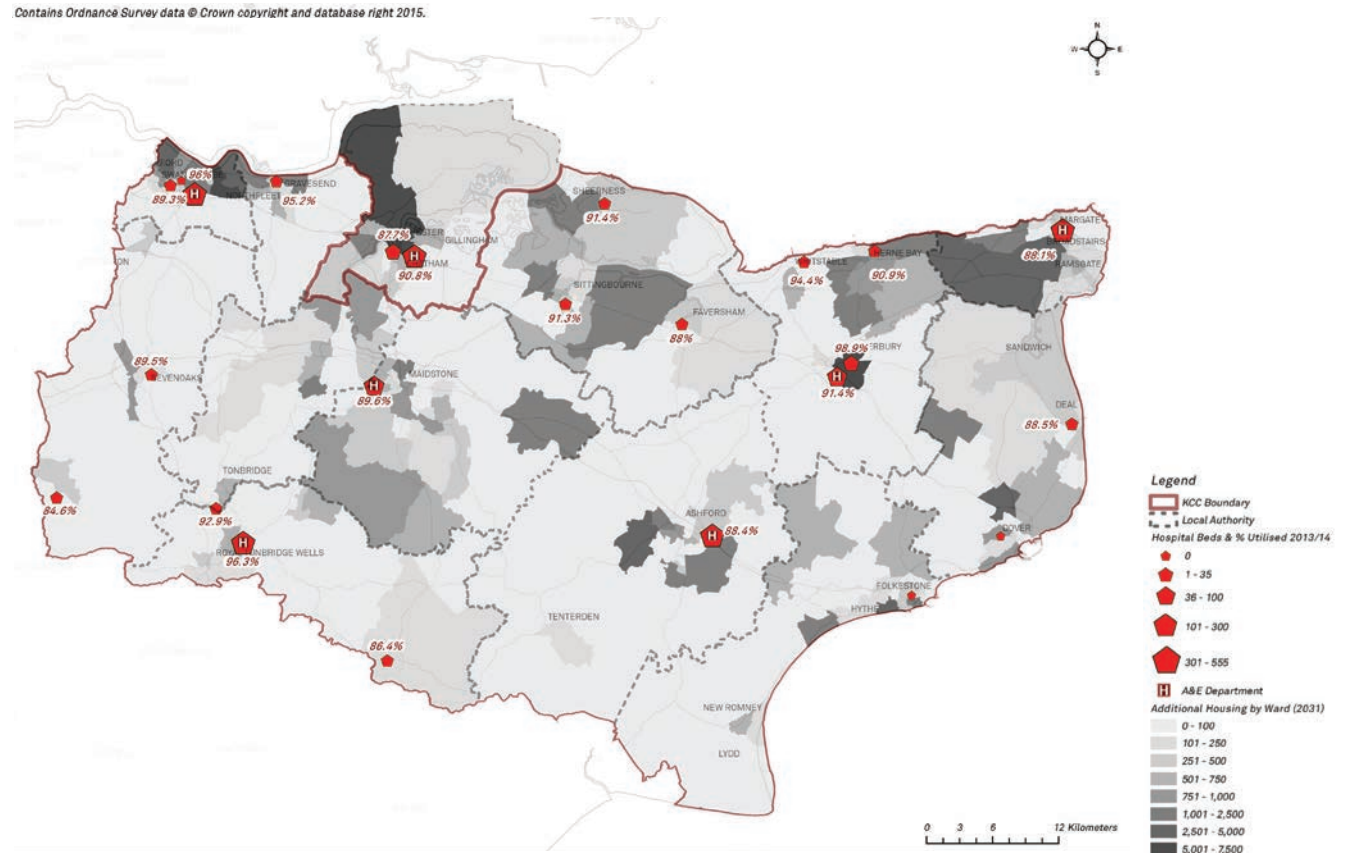 Contains Ordnance Survey data © Crown copyright and database right 2015.
N
W E
S
96%
89.3%
NORTHFLEET
GRAVESEND
95.2%
SHEERNESS
91.4%
87.7%
GILLINGHAM
90.8%
MARGATE
BROADSTAIRS
88.1%
RAMSGATE
WHITSTABLE
94.4%
HERNE BAY
90.9%
SITTINGBOURNE
91.3%
FAVERSHAM
88%
98.9%
91.4%
SANDWICH
DEAL
88.5%
89.5%
SEVENOAKS
MAIDSTONE
89.6%
TONBRIDGE
84.6%
92.9%
ROYAL TUNBRIDGE WELLS
96.3%
ASHFORD
88.4%
DOVER
FOLKESTONE
HYTHE
TENTERDEN
86.4%
NEW ROMNEY
LYDD
H
H
H
H
H
H
H
Legend
KCC Boundary
Local Authority
Hospital Beds & % Utilised 2013/14
0
1 - 35
36 - 100
101 - 300
301 - 555
H A&E Department
Additional Housing by Ward (2031)
0 - 100
101 - 250
251 - 500
501 - 750
751 - 1,000
1,001 - 2,500
2,501 - 5,000
5,001 - 7,500
0 3 6 12 Kilometers